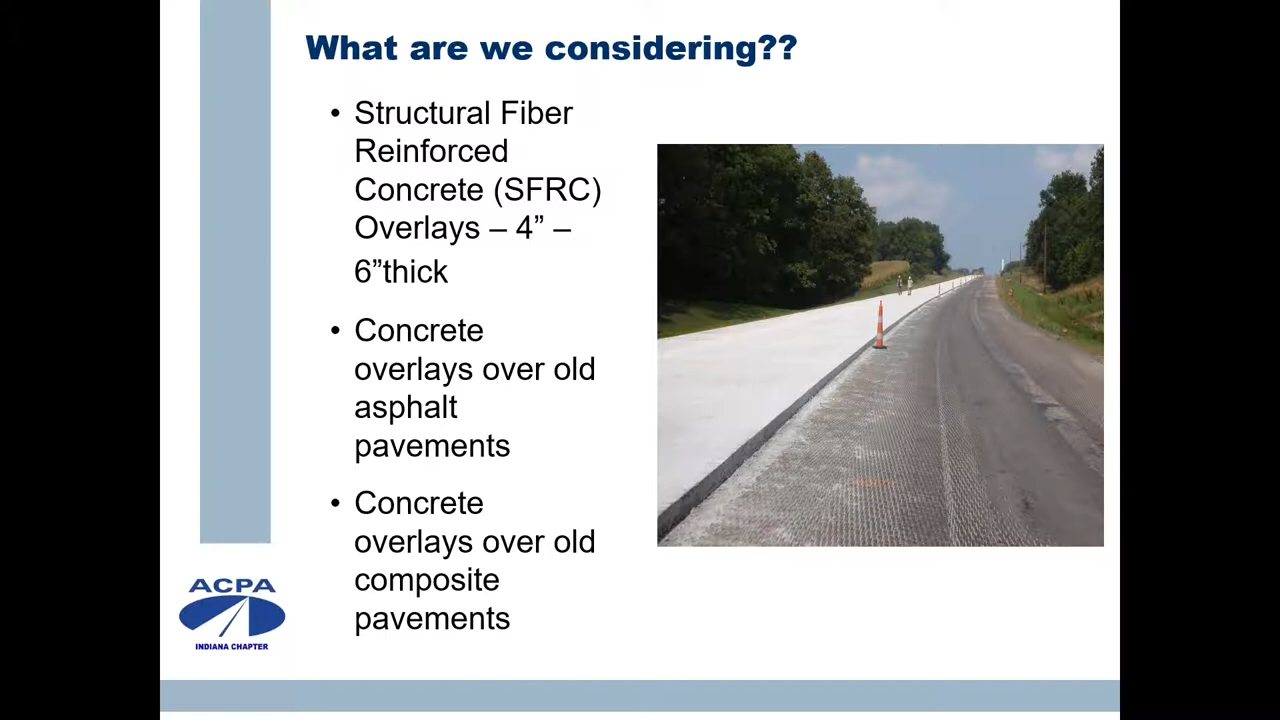 What are we considering??
• Structural Fiber
Reinforced
Concrete (SFRC)
Overlays – 4” –
6”thick
• Concrete
overlays over old
asphalt
pavements
• Concrete
overlays over old
composite
pavements
ACPA
INDIANA CHAPTER